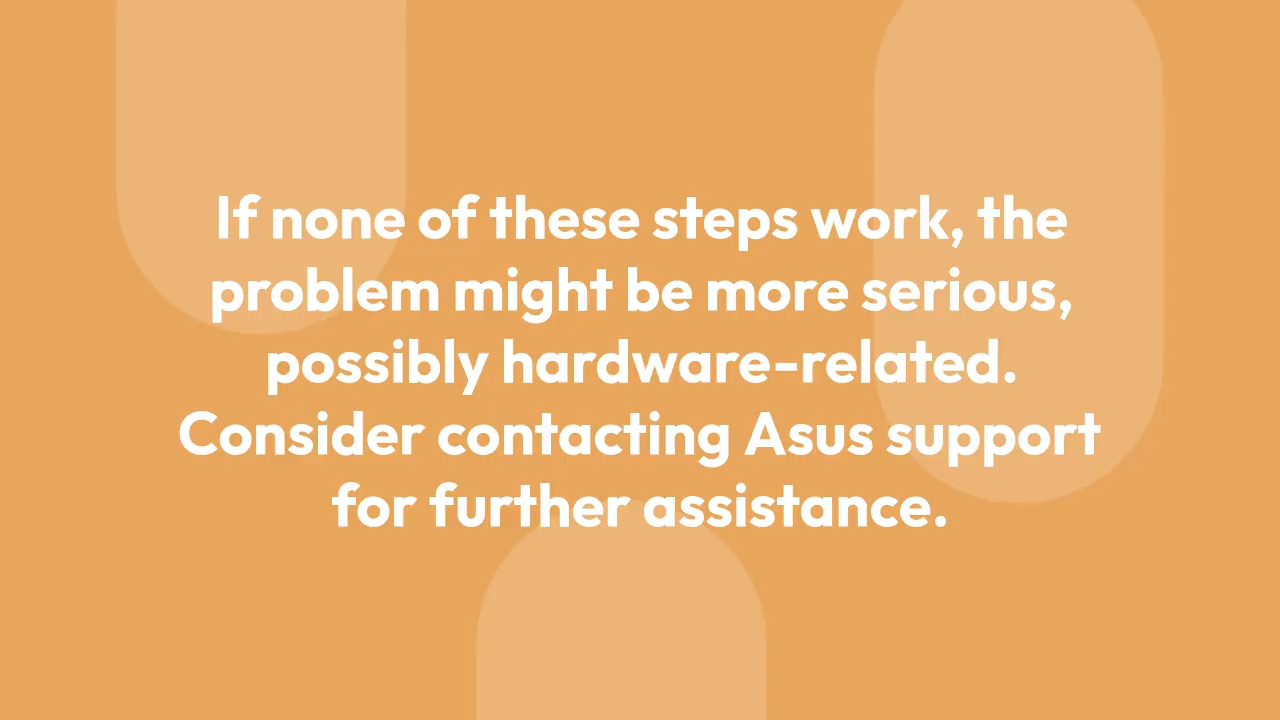 If none of these steps work, the
problem might be more serious,
possibly hardware-related.
Consider contacting Asus support
for further assistance.